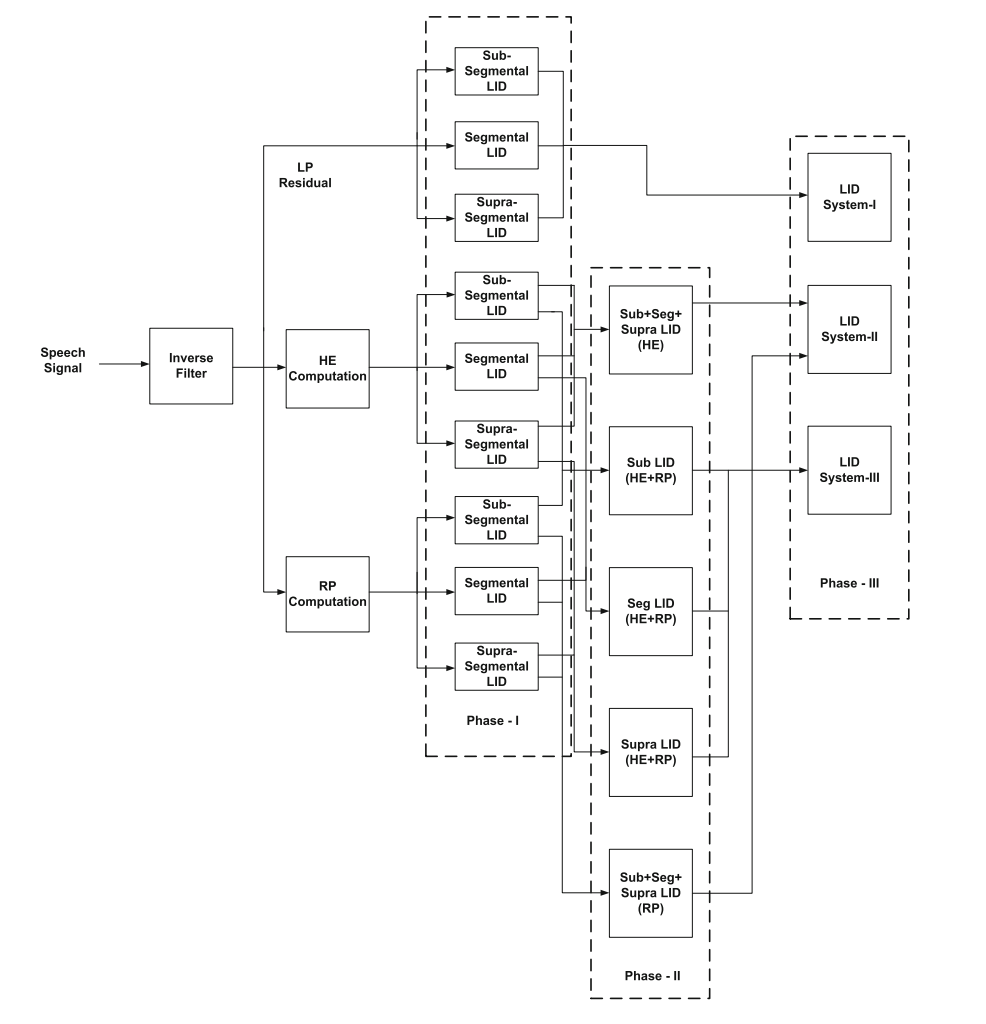 Sub-
Segmental
LID
Segmental
LID
LP
Residual
Supra-
Segmental
LID
LID
System-I
Sub-
Segmental
LID
Sub+Seg+
Supra LID
(HE)
LID
System-II
Speech
Signal
Inverse
Filter
HE
Computation
Segmental
LID
Supra-
Segmental
LID
Sub LID
(HE+RP)
LID
System-III
Sub-
Segmental
LID
RP
Computation
Segmental
LID
Seg LID
(HE+RP)
Phase - III
Supra-
Segmental
LID
Phase - I
Supra LID
(HE+RP)
Sub+Seg+
Supra LID
(RP)
Phase - II